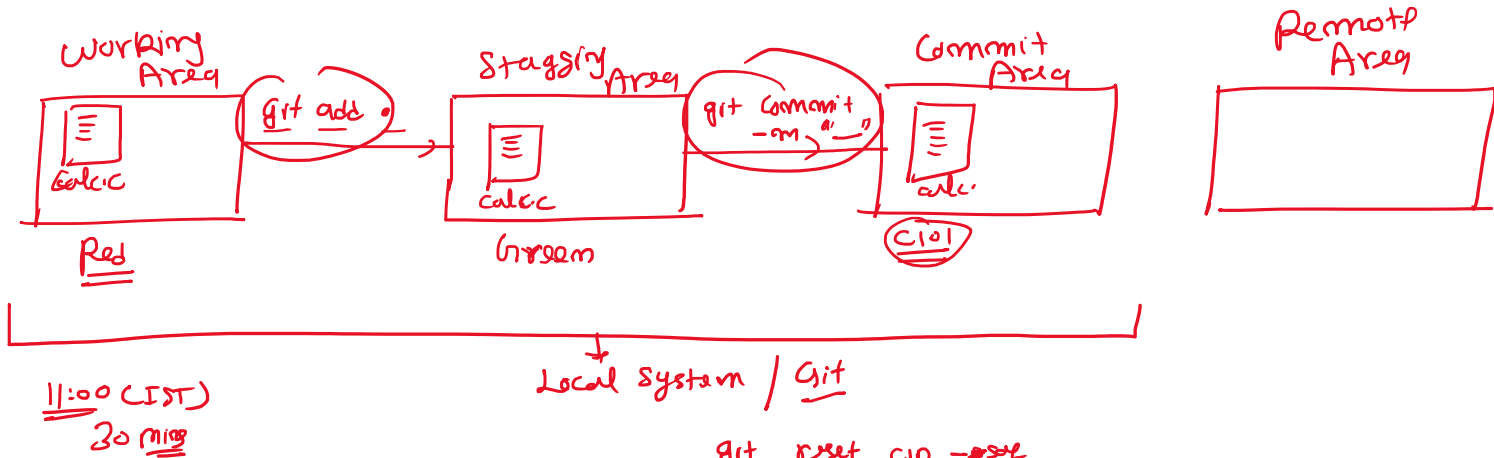 Working
Area
git add .
calc.c
Red
Stagging
Area
calc.c
Green
git Commit
-m " "
Commit
Area
calc.
C101
Remote
Area
Local System / Git
11:00 (IST)
30 mins
git reset